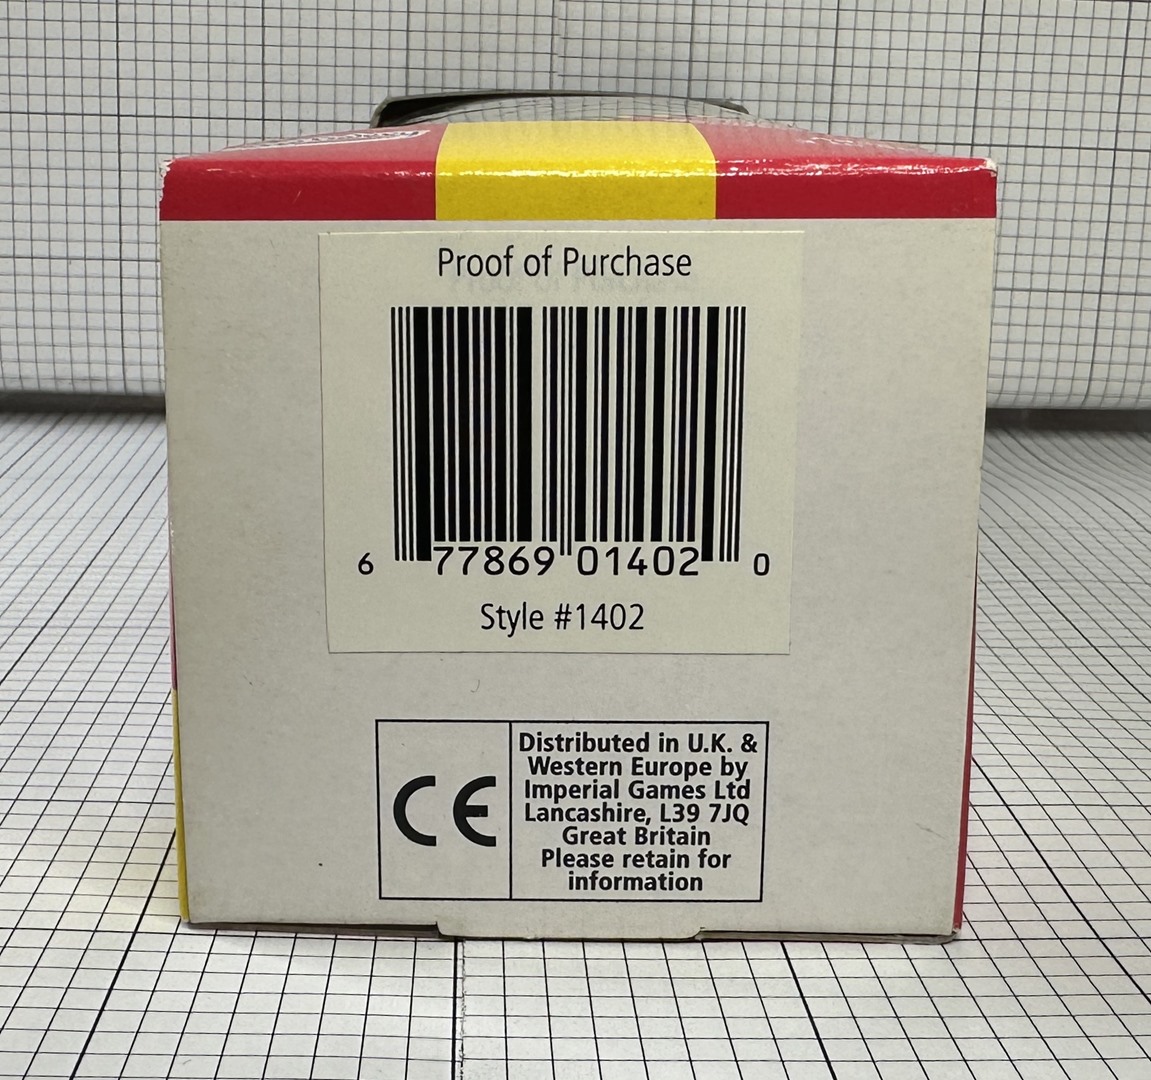 Proof of Purchase
6 77869 01402 0
Style #1402
CE
Distributed in U.K. &
Western Europe by
Imperial Games Ltd
Lancashire, L39 7JQ
Great Britain
Please retain for
information